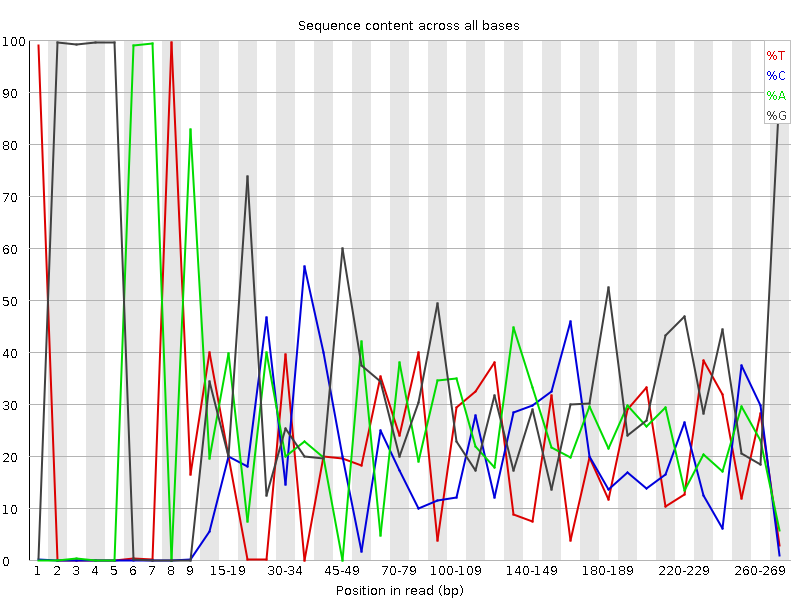 Sequence content across all bases
100
90
80
70
60
50
40
30
20
10
0
%T
%C
%A
%G
1 2 3 4 5 6 7 8 9 15-19 30-34 45-49 70-79 100-109 140-149 180-189 220-229 260-269
Position in read (bp)